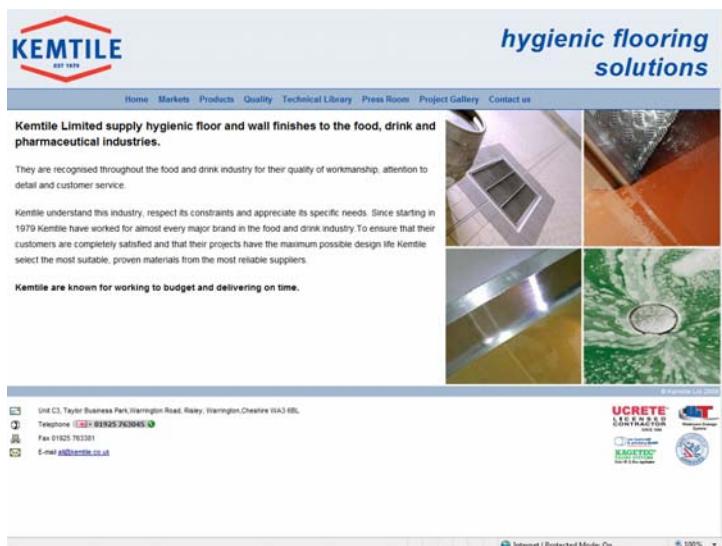 KEMTILE
EST 1979
hygienic flooring
solutions
Home Markets Products Quality Technical Library Press Room Project Gallery Contact us
Kemtile Limited supply hygienic floor and wall finishes to the food, drink and
pharmaceutical industries.
They are recognised throughout the food and drink industry for their quality of workmanship, attention to
detail and customer service.
Kemtile understand this industry, respect its constraints and appreciate its specific needs. Since starting in
1979 Kemtile have worked for almost every major brand in the food and drink industry.To ensure that their
customers are completely satisfied and that their projects have the maximum possible design life Kemtile
select the most suitable, proven materials from the most reliable suppliers.
Kemtile are known for working to budget and delivering on time.
© Kemtile Ltd
Unit C3, Taylor Business Park,Warrington Road, Risley, Warrington,Cheshire WA3 6BL
Telephone 01925 763045
Fax 01925 763381
E-mail all@kemtile.co.uk
UCRETE
LICENSED
CONTRACTOR
KAGETEC
Internet | Protected Mode: On
100%